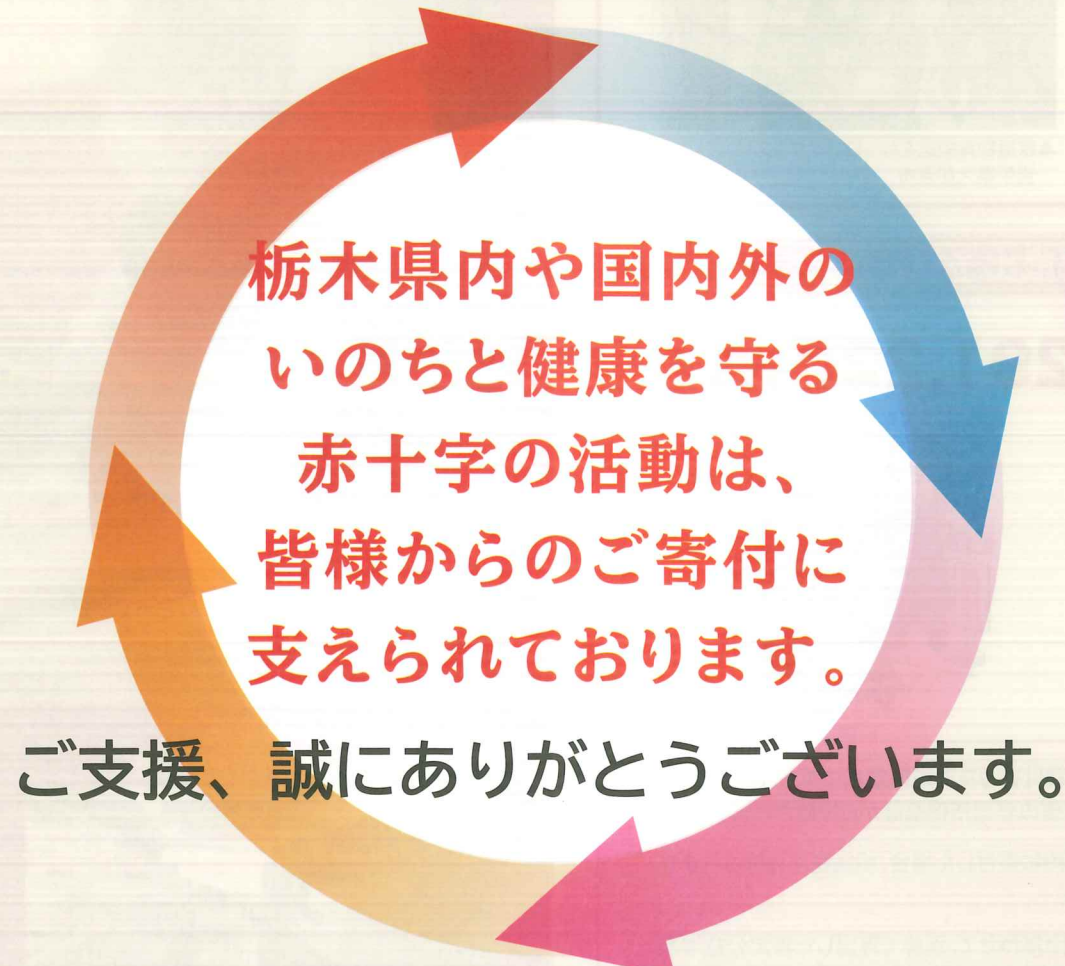 栃木県内や国内外の
いのちと健康を守る
赤十字の活動は、
皆様からのご寄付に
支えられております。
ご支援、誠にありがとうございます。